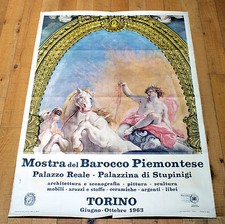 Mostra del Barocco Piemontese
Palazzo Reale - Palazzina di Stupinigi
architettura e scenografia - pittura - scultura
mobili - arazzi e stoffe - ceramiche - argenti - libri
TORINO
Giugno - Ottobre 1963